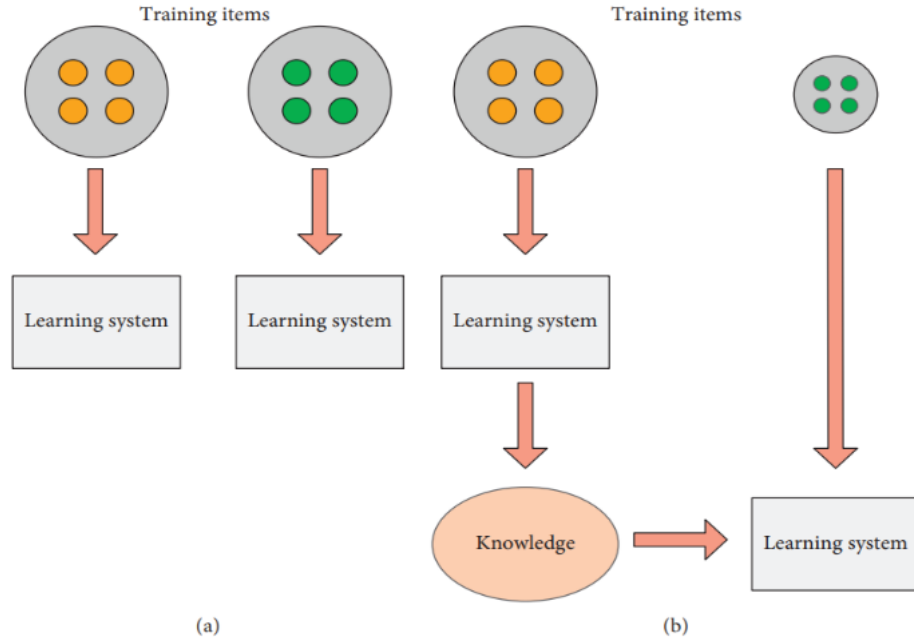 Training items
Training items
Learning system
Learning system
Learning system
Knowledge
Learning system
(a)
(b)